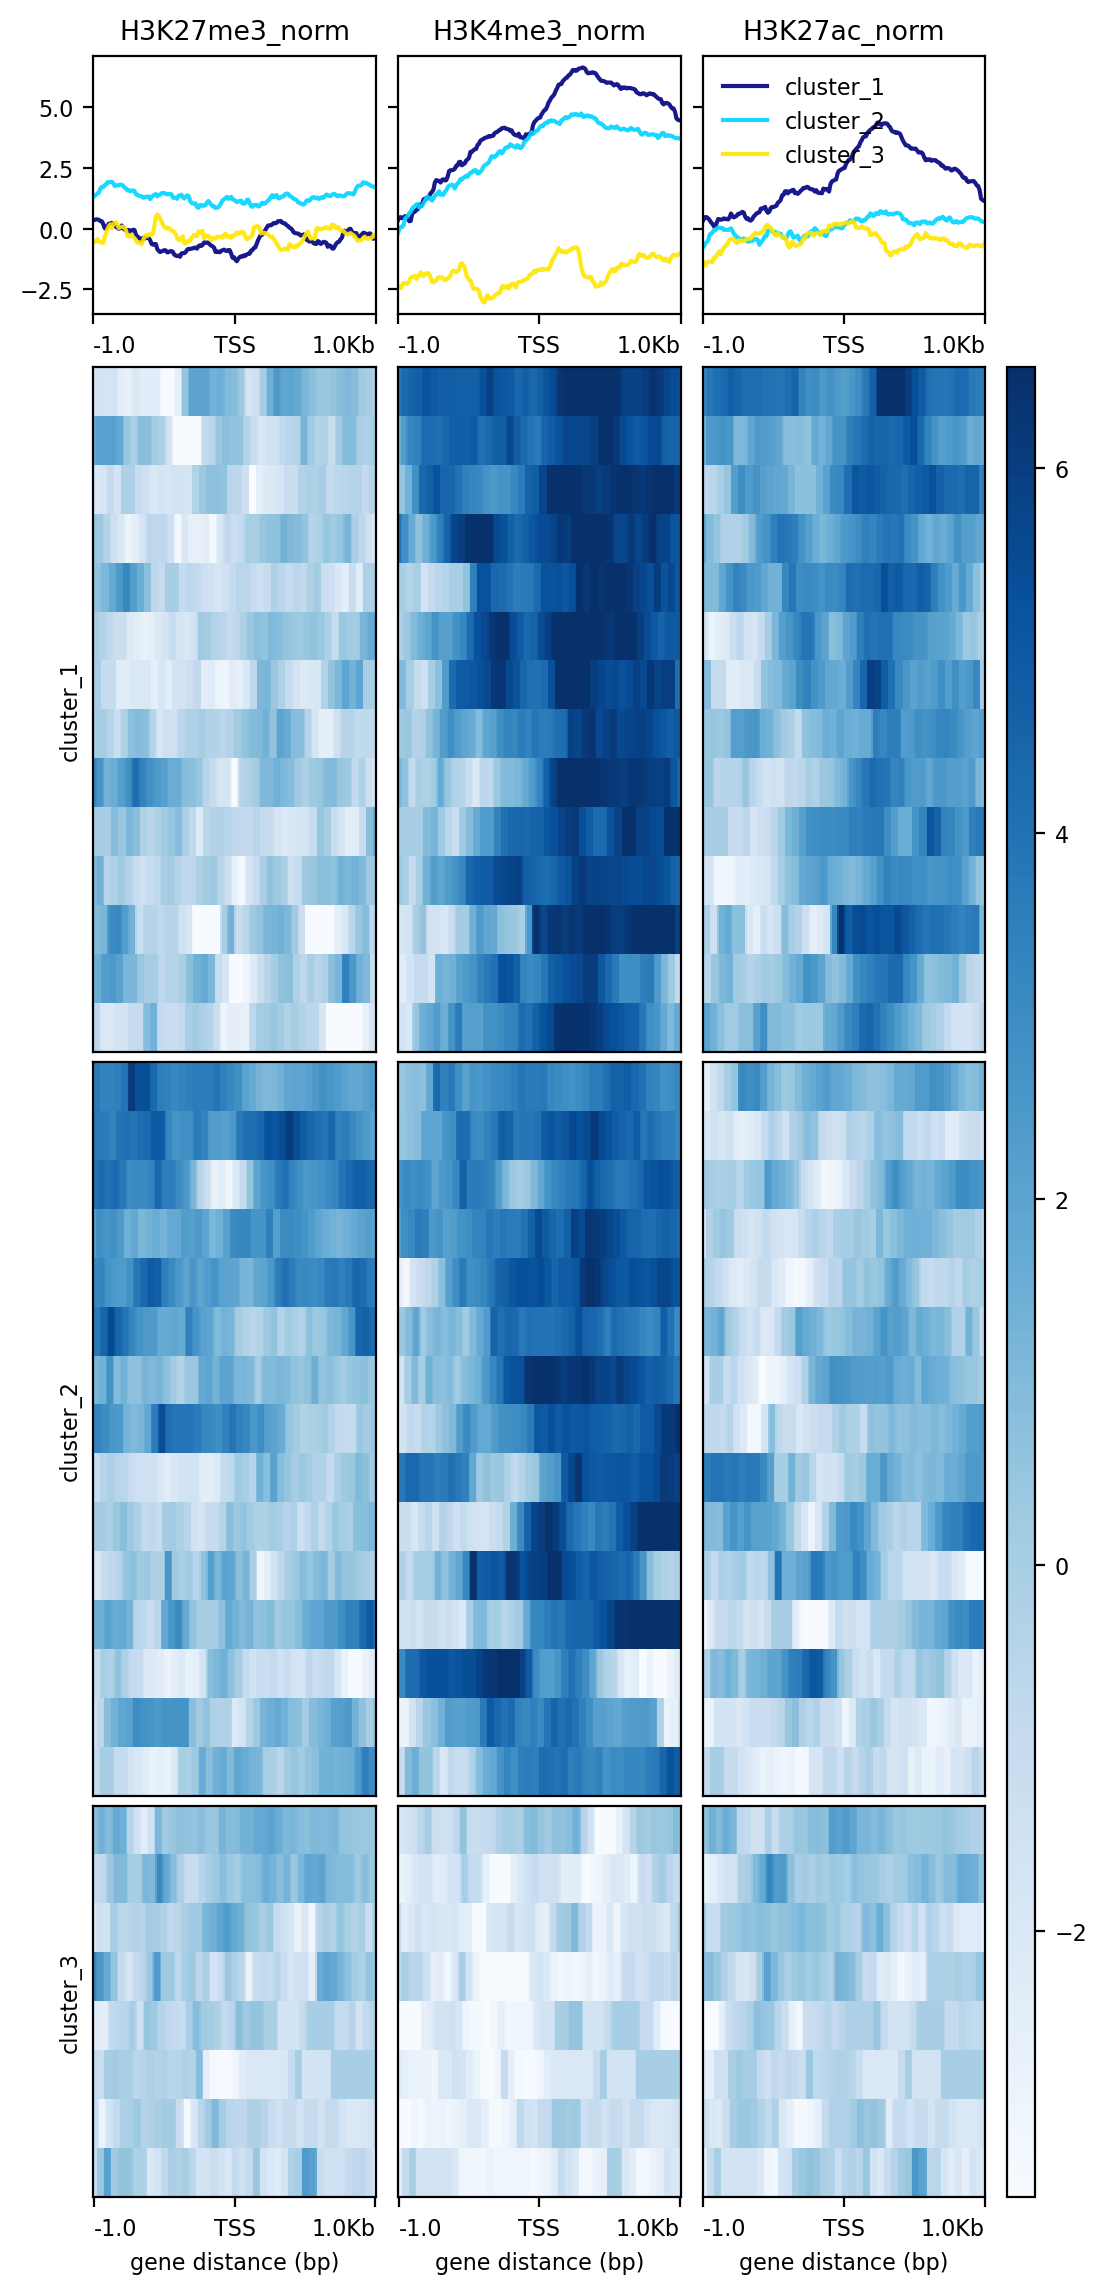 H3K27me3_norm H3K4me3_norm H3K27ac_norm
5.0
2.5
0.0
−2.5
cluster_1
cluster_2
cluster_3
-1.0 TSS 1.0Kb -1.0 TSS 1.0Kb -1.0 TSS 1.0Kb
cluster_1
cluster_2
cluster_3
6
4
2
0
−2
-1.0 TSS 1.0Kb -1.0 TSS 1.0Kb -1.0 TSS 1.0Kb
gene distance (bp) gene distance (bp) gene distance (bp)